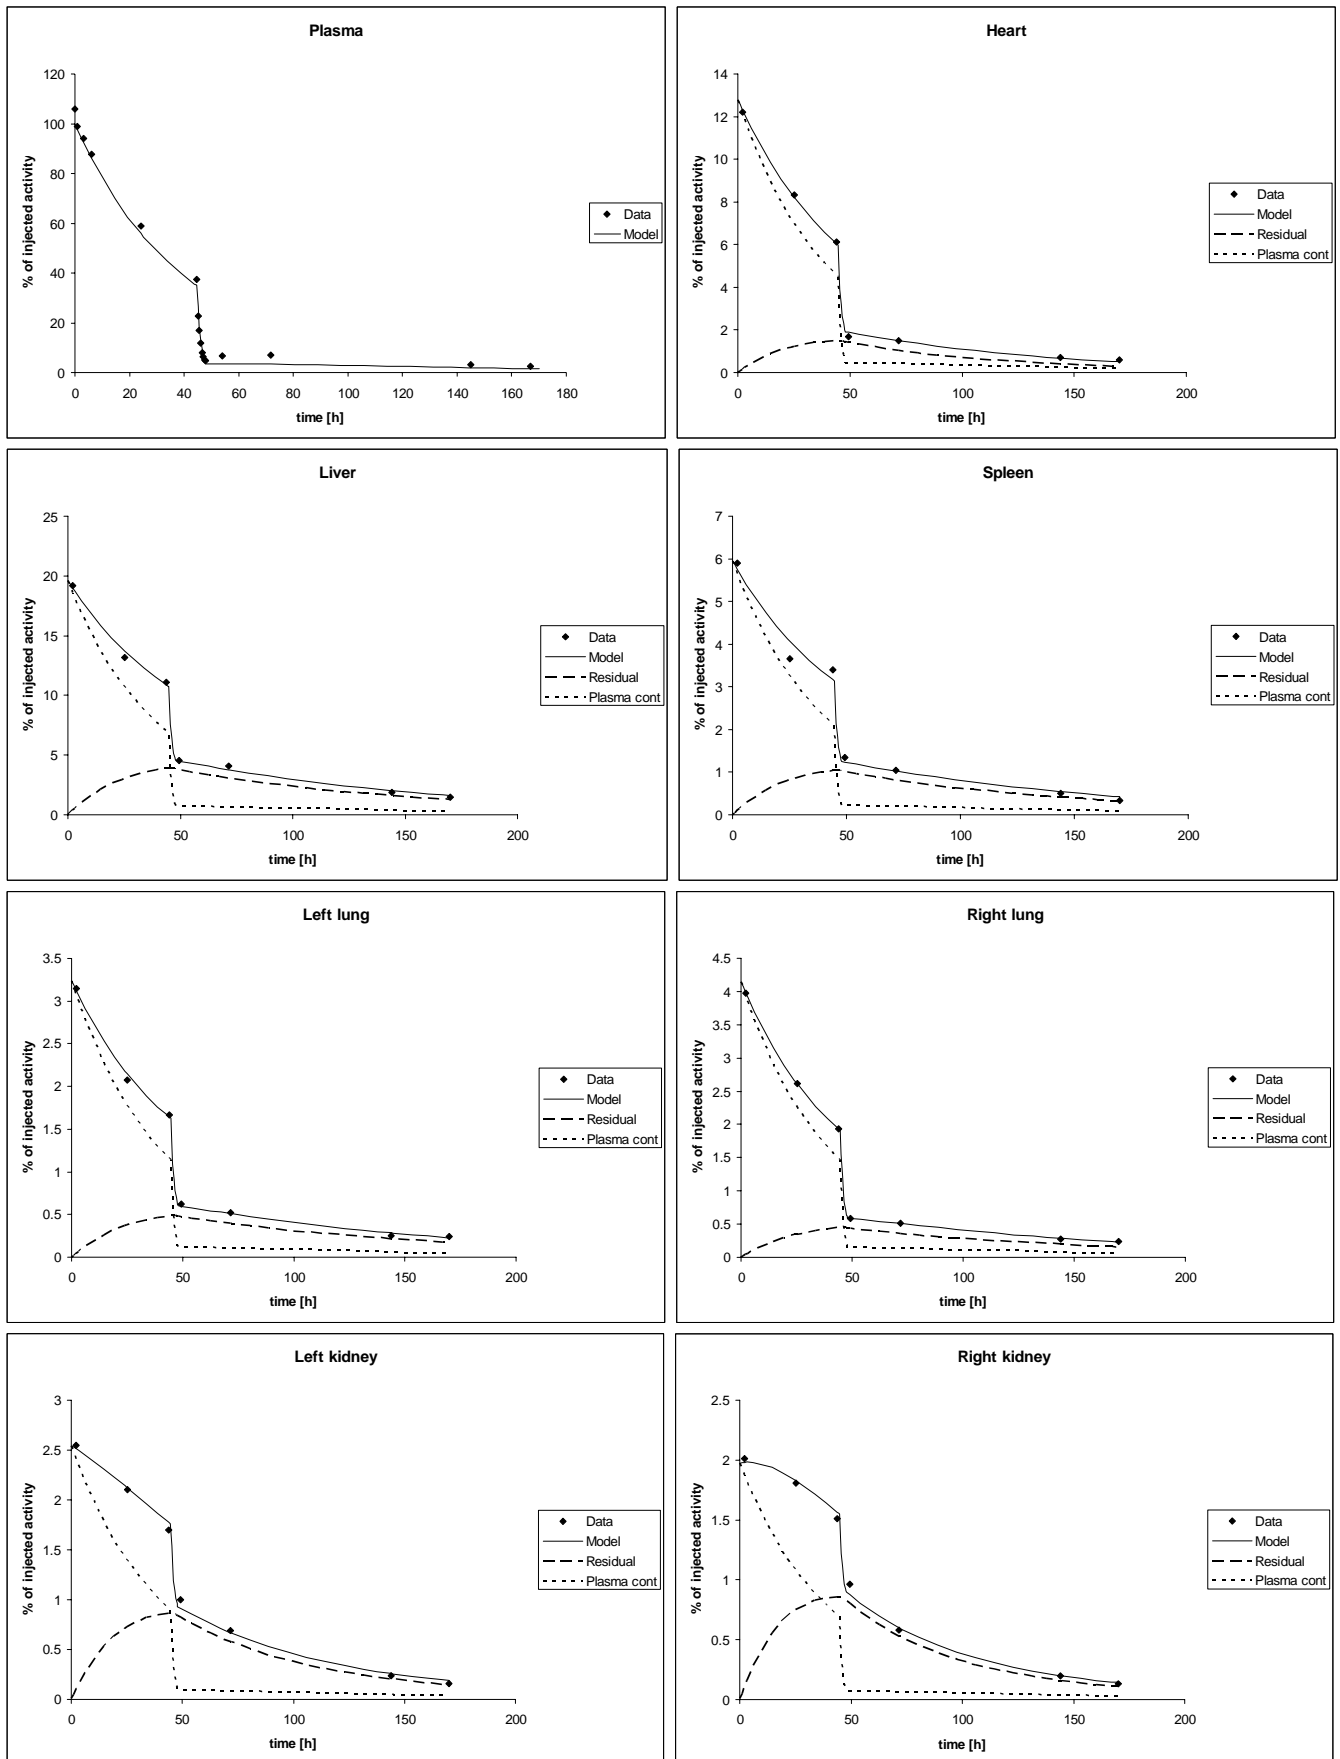 Plasma
120
100
80
60
40
20
0
0 20 40 60 80 100 120 140 160 180
time [h]
% of injected activity
Data
Model
Heart
14
12
10
8
6
4
2
0
0 50 100 150 200
time [h]
% of injected activity
Data
Model
Residual
Plasma cont
Liver
25
20
15
10
5
0
0 50 100 150 200
time [h]
% of injected activity
Data
Model
Residual
Plasma cont
Spleen
7
6
5
4
3
2
1
0
0 50 100 150 200
time [h]
% of injected activity
Data
Model
Residual
Plasma cont
Left lung
3.5
3
2.5
2
1.5
1
0.5
0
0 50 100 150 200
time [h]
% of injected activity
Data
Model
Residual
Plasma cont
Right lung
4.5
4
3.5
3
2.5
2
1.5
1
0.5
0
0 50 100 150 200
time [h]
% of injected activity
Data
Model
Residual
Plasma cont
Left kidney
3
2.5
2
1.5
1
0.5
0
0 50 100 150 200
time [h]
% of injected activity
Data
Model
Residual
Plasma cont
Right kidney
2.5
2
1.5
1
0.5
0
0 50 100 150 200
time [h]
% of injected activity
Data
Model
Residual
Plasma cont